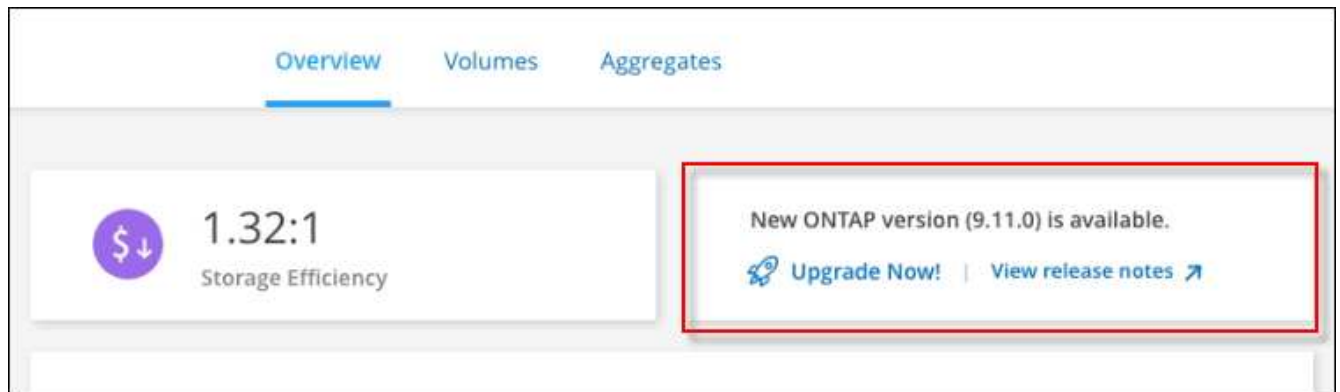 Overview Volumes Aggregates
1.32:1
Storage Efficiency
New ONTAP version (9.11.0) is available.
Upgrade Now! | View release notes